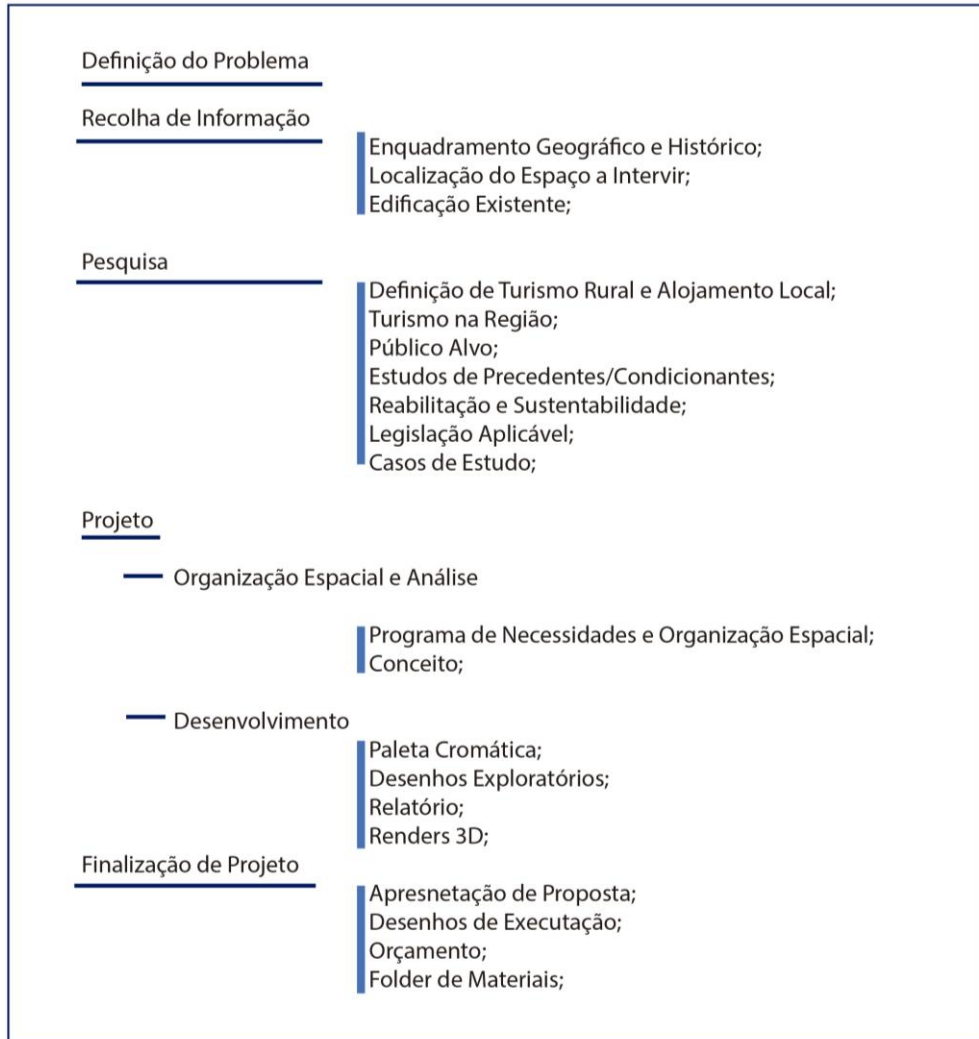 Definição do Problema
Recolha de Informação
Enquadramento Geográfico e Histórico;
Localização do Espaço a Intervir;
Edificação Existente;
Pesquisa
Definição de Turismo Rural e Alojamento Local;
Turismo na Região;
Público Alvo;
Estudos de Precedentes/Condicionantes;
Reabilitação e Sustentabilidade;
Legislação Aplicável;
Casos de Estudo;
Projeto
Organização Espacial e Análise
Programa de Necessidades e Organização Espacial;
Conceito;
Desenvolvimento
Paleta Cromática;
Desenhos Exploratórios;
Relatório;
Renders 3D;
Finalização de Projeto
Apresnetação de Proposta;
Desenhos de Executação;
Orçamento;
Folder de Materiais;